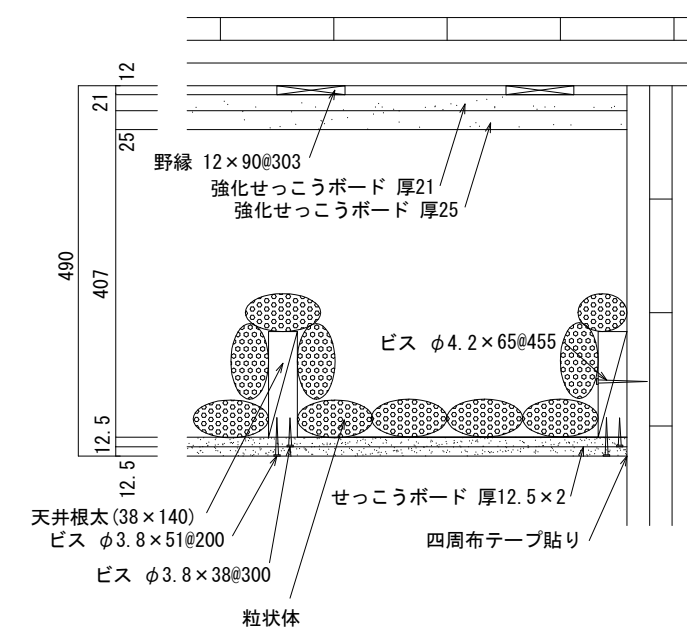 12
21
25
490
407
12.5
12.5
野縁 12×90@303
強化せっこうボード 厚21
強化せっこうボード 厚25
ビス φ4.2×65@455
せっこうボード 厚12.5×2
天井根太(38×140)
ビス φ3.8×51@200
四周布テープ貼り
ビス φ3.8×38@300
粒状体